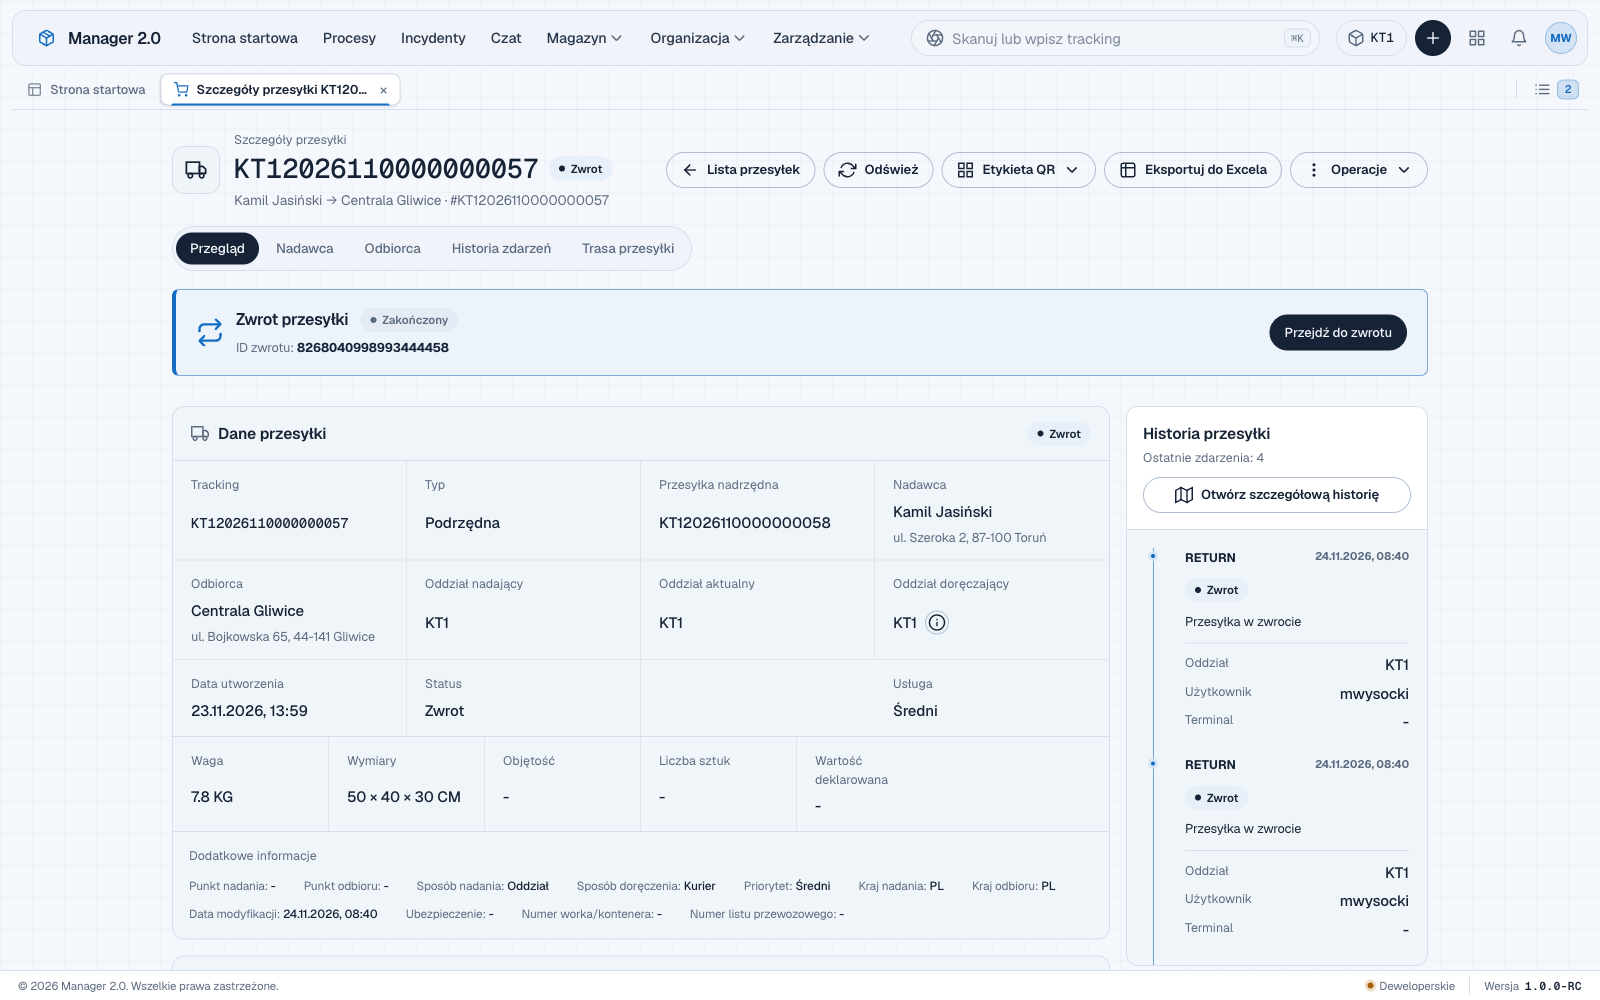 Manager 2.0
Strona startowa
Procesy
Incydenty
Czat
Magazyn
Organizacja
Zarządzanie
Skanuj lub wpisz tracking
⌘K
KT1
MW
Strona startowa
Szczegóły przesyłki KT120...
×
2
Szczegóły przesyłki
KT12026110000000057
Zwrot
Kamil Jasiński → Centrala Gliwice · #KT12026110000000057
Lista przesyłek
Odśwież
Etykieta QR
Eksportuj do Excela
Operacje
Przegląd
Nadawca
Odbiorca
Historia zdarzeń
Trasa przesyłki
Zwrot przesyłki
Zakończony
ID zwrotu: 8268040998993444458
Przejdź do zwrotu
Dane przesyłki
Zwrot
Tracking
KT12026110000000057
Typ
Podrzędna
Przesyłka nadrzędna
KT12026110000000058
Nadawca
Kamil Jasiński
ul. Szeroka 2, 87-100 Toruń
Odbiorca
Centrala Gliwice
ul. Bojkowska 65, 44-141 Gliwice
Oddział nadający
KT1
Oddział aktualny
KT1
Oddział doręczający
KT1
Data utworzenia
23.11.2026, 13:59
Status
Zwrot
Usługa
Średni
Waga
7.8 KG
Wymiary
50 × 40 × 30 CM
Objętość
-
Liczba sztuk
-
Wartość
deklarowana
-
Dodatkowe informacje
Punkt nadania: -
Punkt odbioru: -
Sposób nadania: Oddział
Sposób doręczenia: Kurier
Priorytet: Średni
Kraj nadania: PL
Kraj odbioru: PL
Data modyfikacji: 24.11.2026, 08:40
Ubezpieczenie: -
Numer worka/kontenera: -
Numer listu przewozowego: -
Historia przesyłki
Ostatnie zdarzenia: 4
Otwórz szczegółową historię
RETURN
24.11.2026, 08:40
Zwrot
Przesyłka w zwrocie
Oddział
KT1
Użytkownik
mwysocki
Terminal
-
RETURN
24.11.2026, 08:40
Zwrot
Przesyłka w zwrocie
Oddział
KT1
Użytkownik
mwysocki
Terminal
-
© 2026 Manager 2.0. Wszelkie prawa zastrzeżone.
Deweloperskie
Wersja 1.0.0-RC